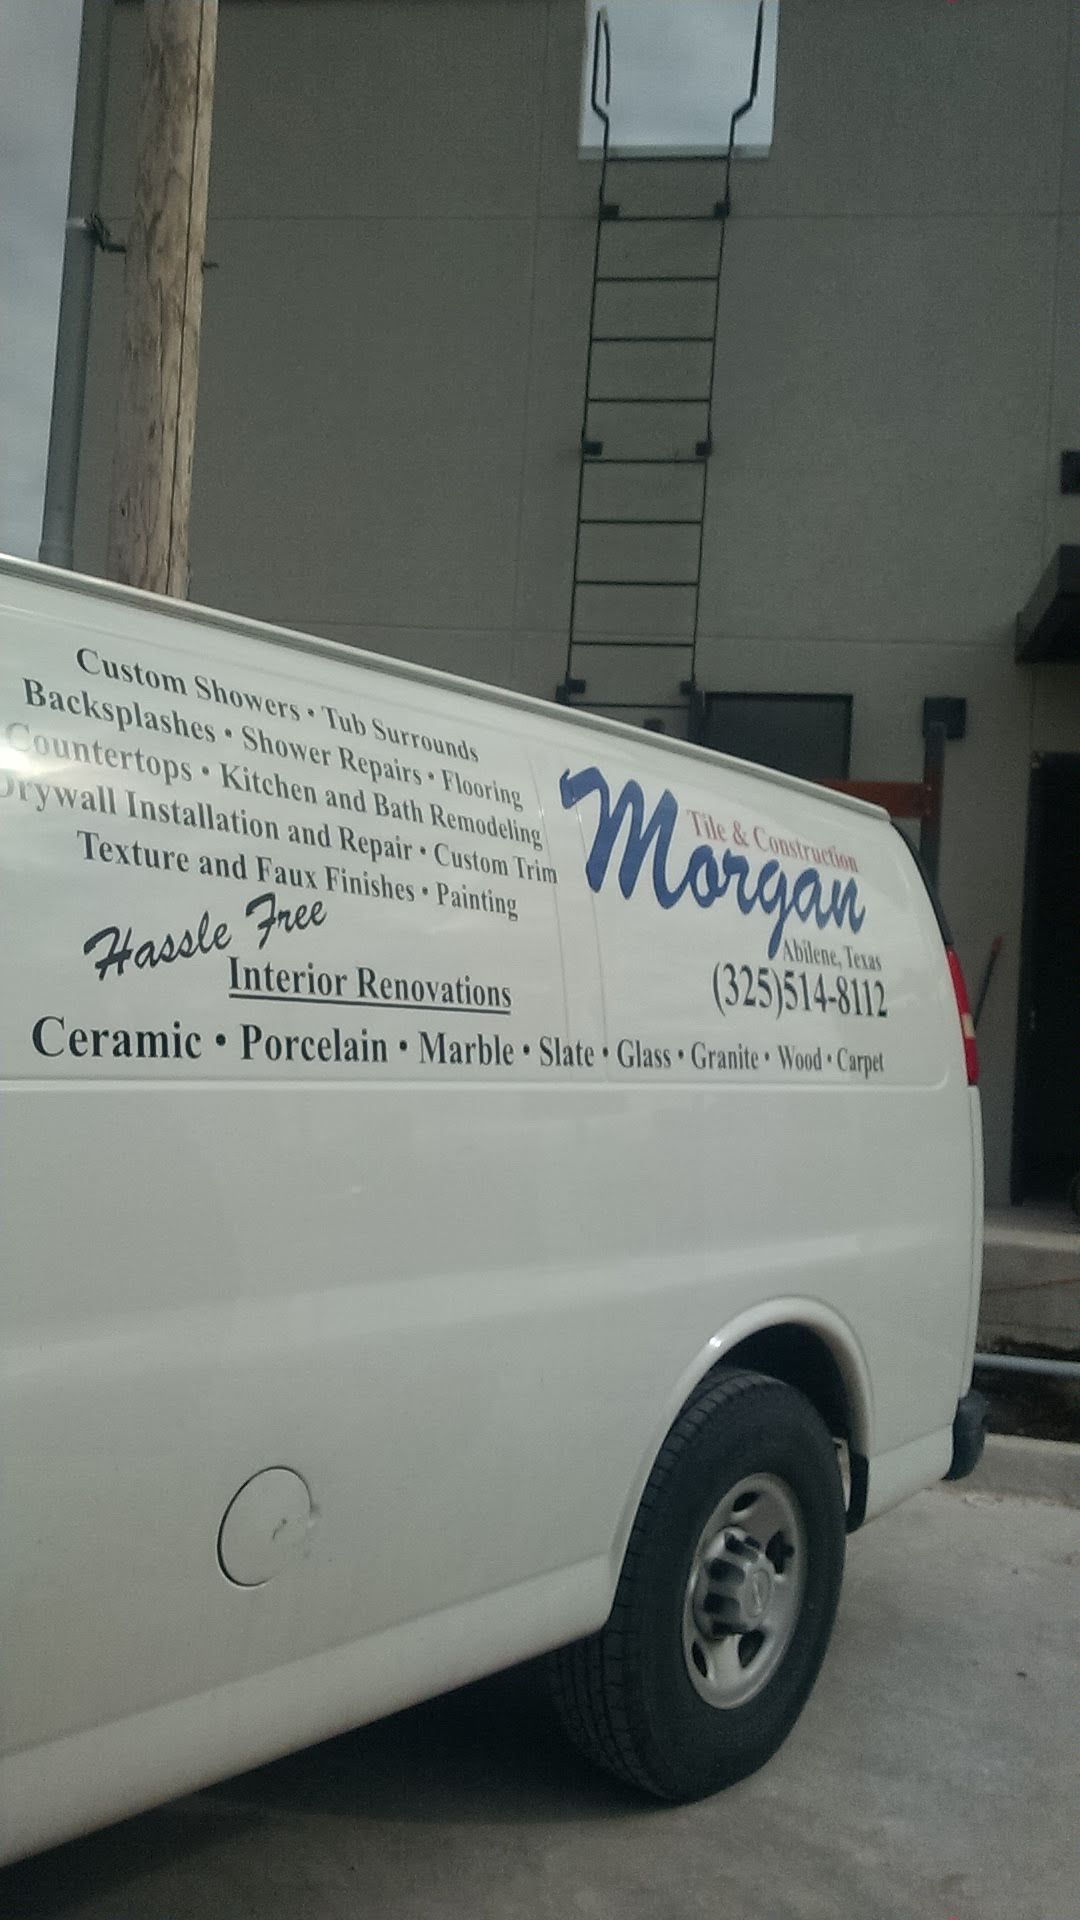 Custom Showers • Tub Surrounds
Backsplashes • Shower Repairs • Flooring
Countertops • Kitchen and Bath Remodeling
Drywall Installation and Repair • Custom Trim
Texture and Faux Finishes • Painting
Hassle Free
Interior Renovations
Ceramic • Porcelain • Marble • Slate • Glass • Granite • Wood • Carpet
Tile & Construction
Morgan
Abilene, Texas
(325)514-8112